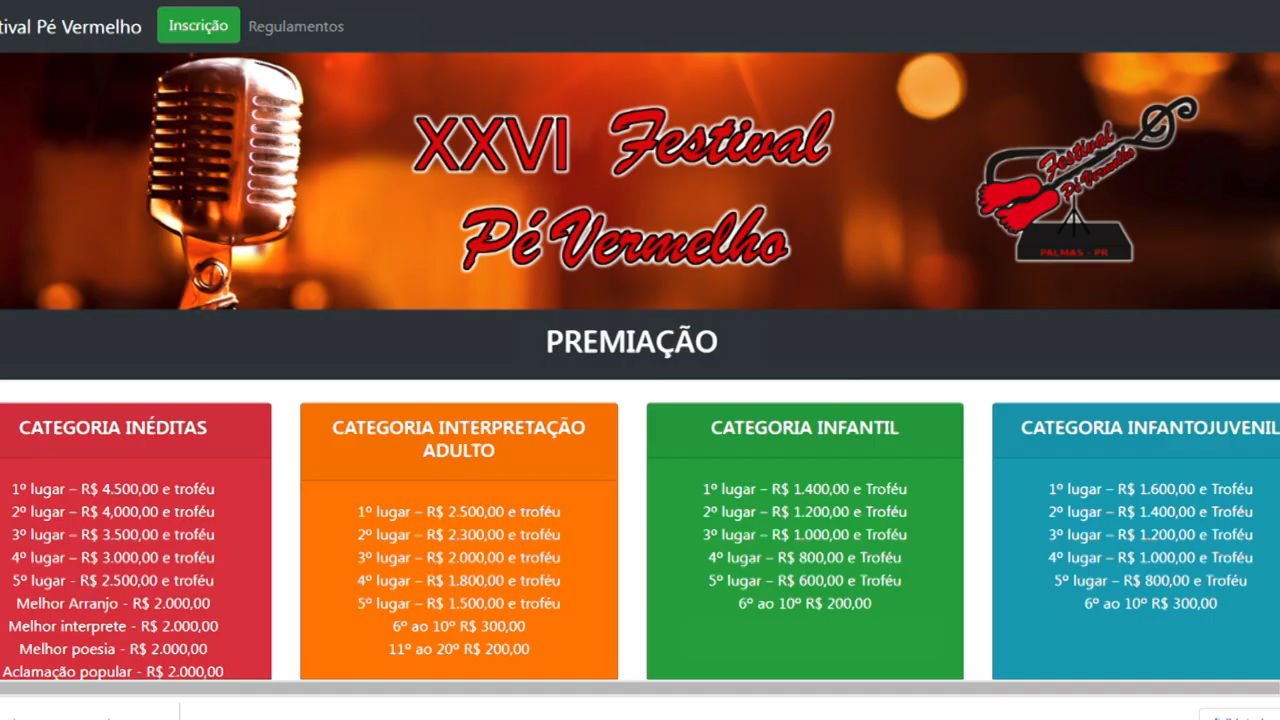 tival Pé Vermelho
Inscrição
Regulamentos
XXVI Festival
Pé Vermelho
Festival
Pé Vermelho
PALMAS - PR
PREMIAÇÃO
CATEGORIA INÉDITAS
1º lugar – R$ 4.500,00 e troféu
2º lugar – R$ 4,000,00 e troféu
3º lugar – R$ 3.500,00 e troféu
4º lugar – R$ 3.000,00 e troféu
5º lugar - R$ 2.500,00 e troféu
Melhor Arranjo - R$ 2.000,00
Melhor interprete - R$ 2.000,00
Melhor poesia - R$ 2.000,00
Aclamação popular - R$ 2.000,00
CATEGORIA INTERPRETAÇÃO
ADULTO
1º lugar – R$ 2.500,00 e troféu
2º lugar – R$ 2.300,00 e troféu
3º lugar – R$ 2.000,00 e troféu
4º lugar – R$ 1.800,00 e troféu
5º lugar – R$ 1.500,00 e troféu
6º ao 10º R$ 300,00
11º ao 20º R$ 200,00
CATEGORIA INFANTIL
1º lugar – R$ 1.400,00 e Troféu
2º lugar – R$ 1.200,00 e Troféu
3º lugar – R$ 1.000,00 e Troféu
4º lugar – R$ 800,00 e Troféu
5º lugar – R$ 600,00 e Troféu
6º ao 10º R$ 200,00
CATEGORIA INFANTOJUVENIL
1º lugar – R$ 1.600,00 e Troféu
2º lugar – R$ 1.400,00 e Troféu
3º lugar – R$ 1.200,00 e Troféu
4º lugar – R$ 1.000,00 e Troféu
5º lugar – R$ 800,00 e Troféu
6º ao 10º R$ 300,00